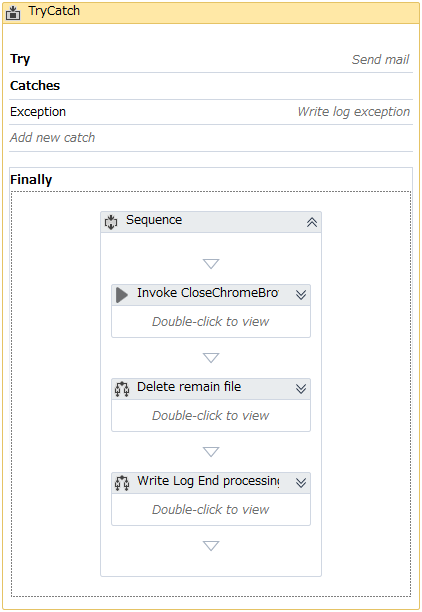 TryCatch
Try Send mail
Catches
Exception Write log exception
Add new catch
Finally
Sequence
Invoke CloseChromeBro
Double-click to view
Delete remain file
Double-click to view
Write Log End processing
Double-click to view